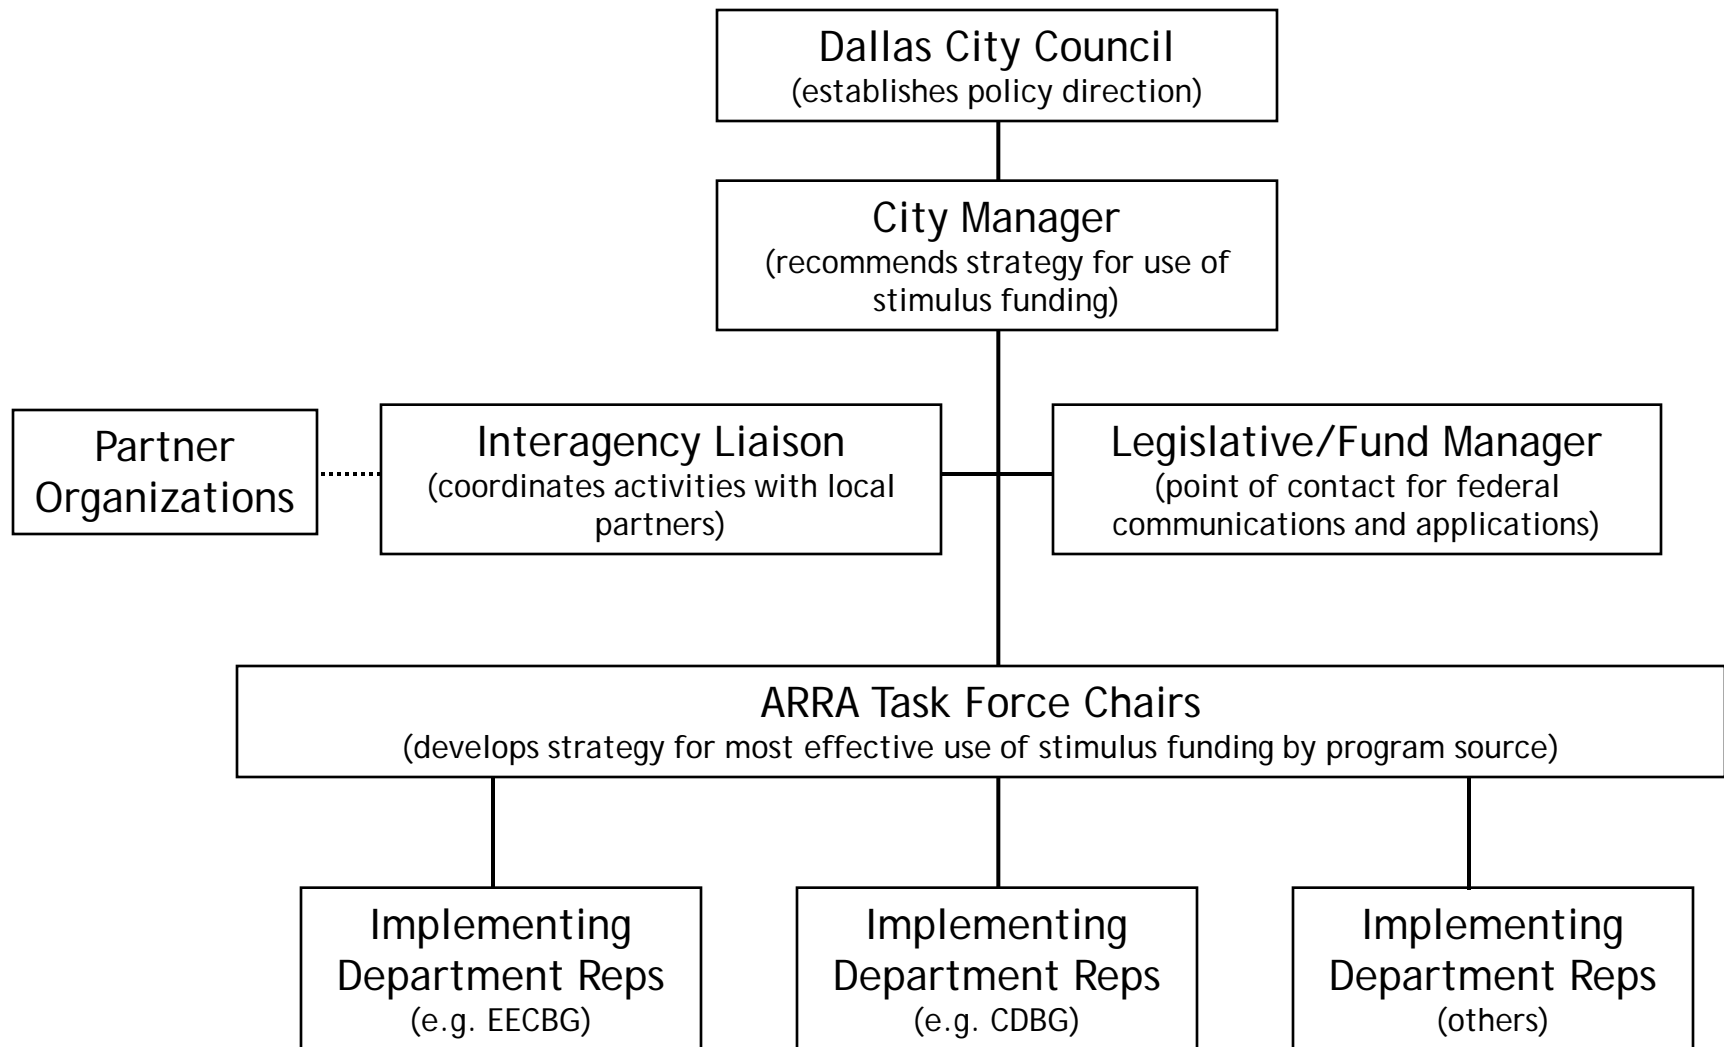 Dallas City Council
(establishes policy direction)
City Manager
(recommends strategy for use of
stimulus funding)
Partner
Organizations
Interagency Liaison
(coordinates activities with local
partners)
Legislative/Fund Manager
(point of contact for federal
communications and applications)
ARRA Task Force Chairs
(develops strategy for most effective use of stimulus funding by program source)
Implementing
Department Reps
(e.g. EECBG)
Implementing
Department Reps
(e.g. CDBG)
Implementing
Department Reps
(others)